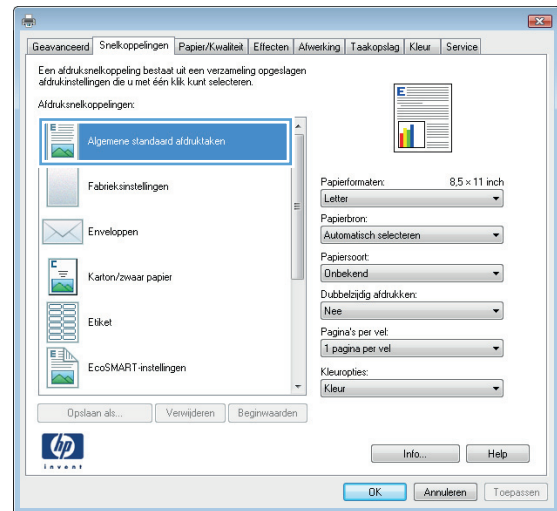 Geavanceerd Snelkoppelingen Papier/Kwaliteit Effecten Afwerking Taakopslag Kleur Service
Een afdruksnelkoppeling bestaat uit een verzameling opgeslagen
afdrukinstellingen die u met één klik kunt selecteren.
Afdruksnelkoppelingen:
Algemene standaard afdruktaken
Fabrieksinstellingen
Enveloppen
Karton/zwaar papier
Etiket
EcoSMART-instellingen
Opslaan als... Verwijderen Beginwaarden
E
Papierformaten: 8,5 × 11 inch
Letter
Papierbron:
Automatisch selecteren
Papiersoort:
Onbekend
Dubbelzijdig afdrukken:
Nee
Pagina's per vel:
1 pagina per vel
Kleuropties:
Kleur
hp
invent
Info... Help
OK Annuleren Toepassen